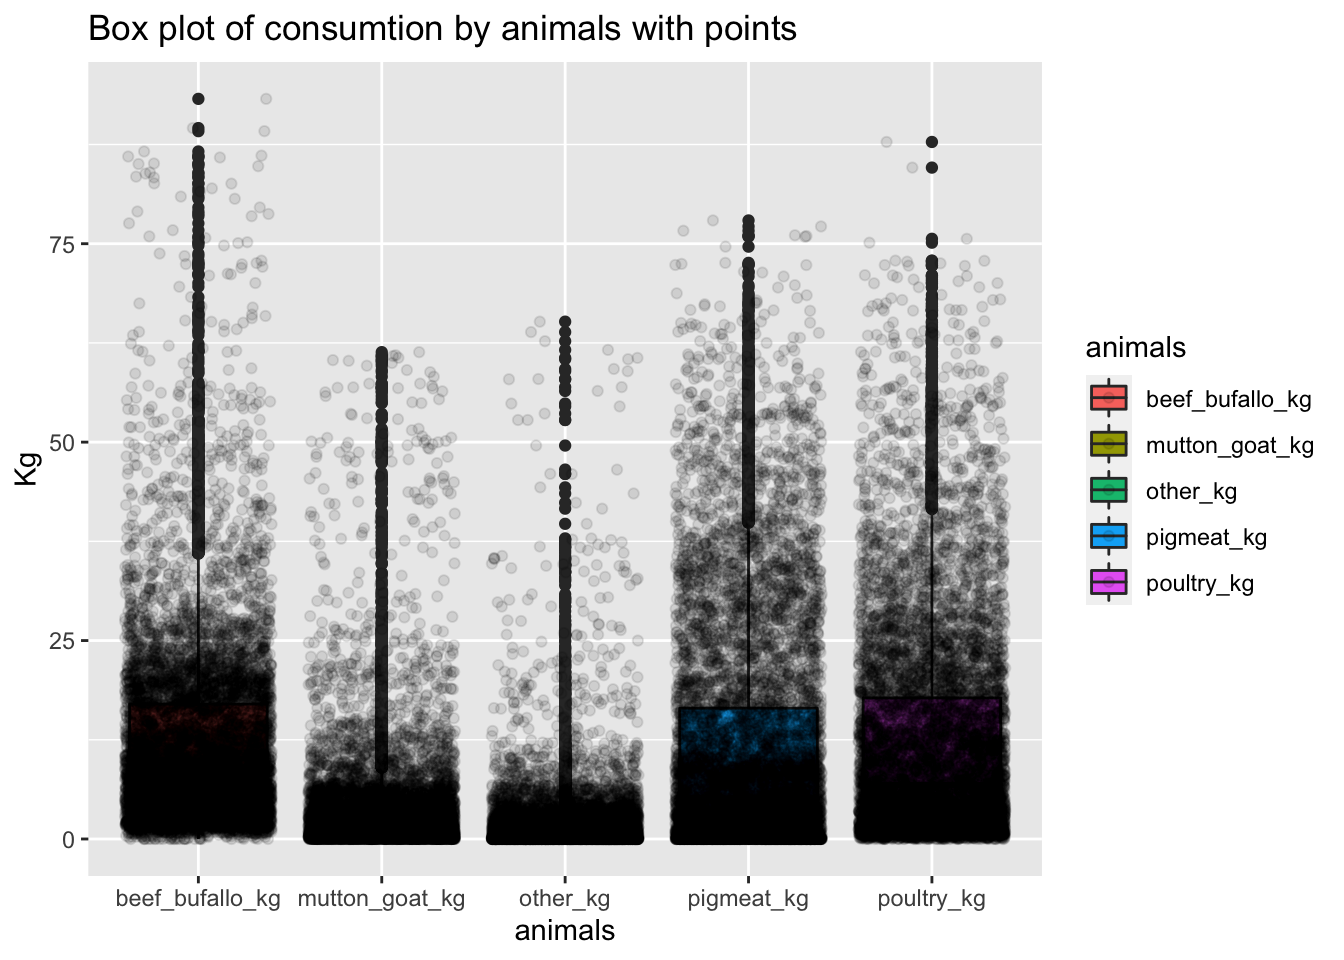 Box plot of consumtion by animals with points
Kg
75
50
25
0
beef_bufallo_kg
mutton_goat_kg
other_kg
pigmeat_kg
poultry_kg
animals
animals
beef_bufallo_kg
mutton_goat_kg
other_kg
pigmeat_kg
poultry_kg